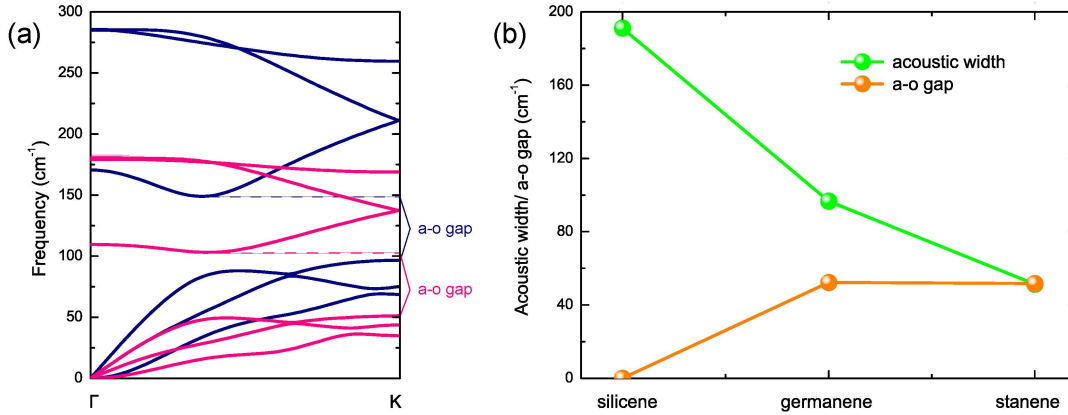 (a)
300
250
200
150
100
50
0
Frequency (cm-1)
Γ
K
a-o gap
a-o gap
(b)
200
160
120
80
40
0
Acoustic width/ a-o gap (cm-1)
acoustic width
a-o gap
silicene
germanene
stanene